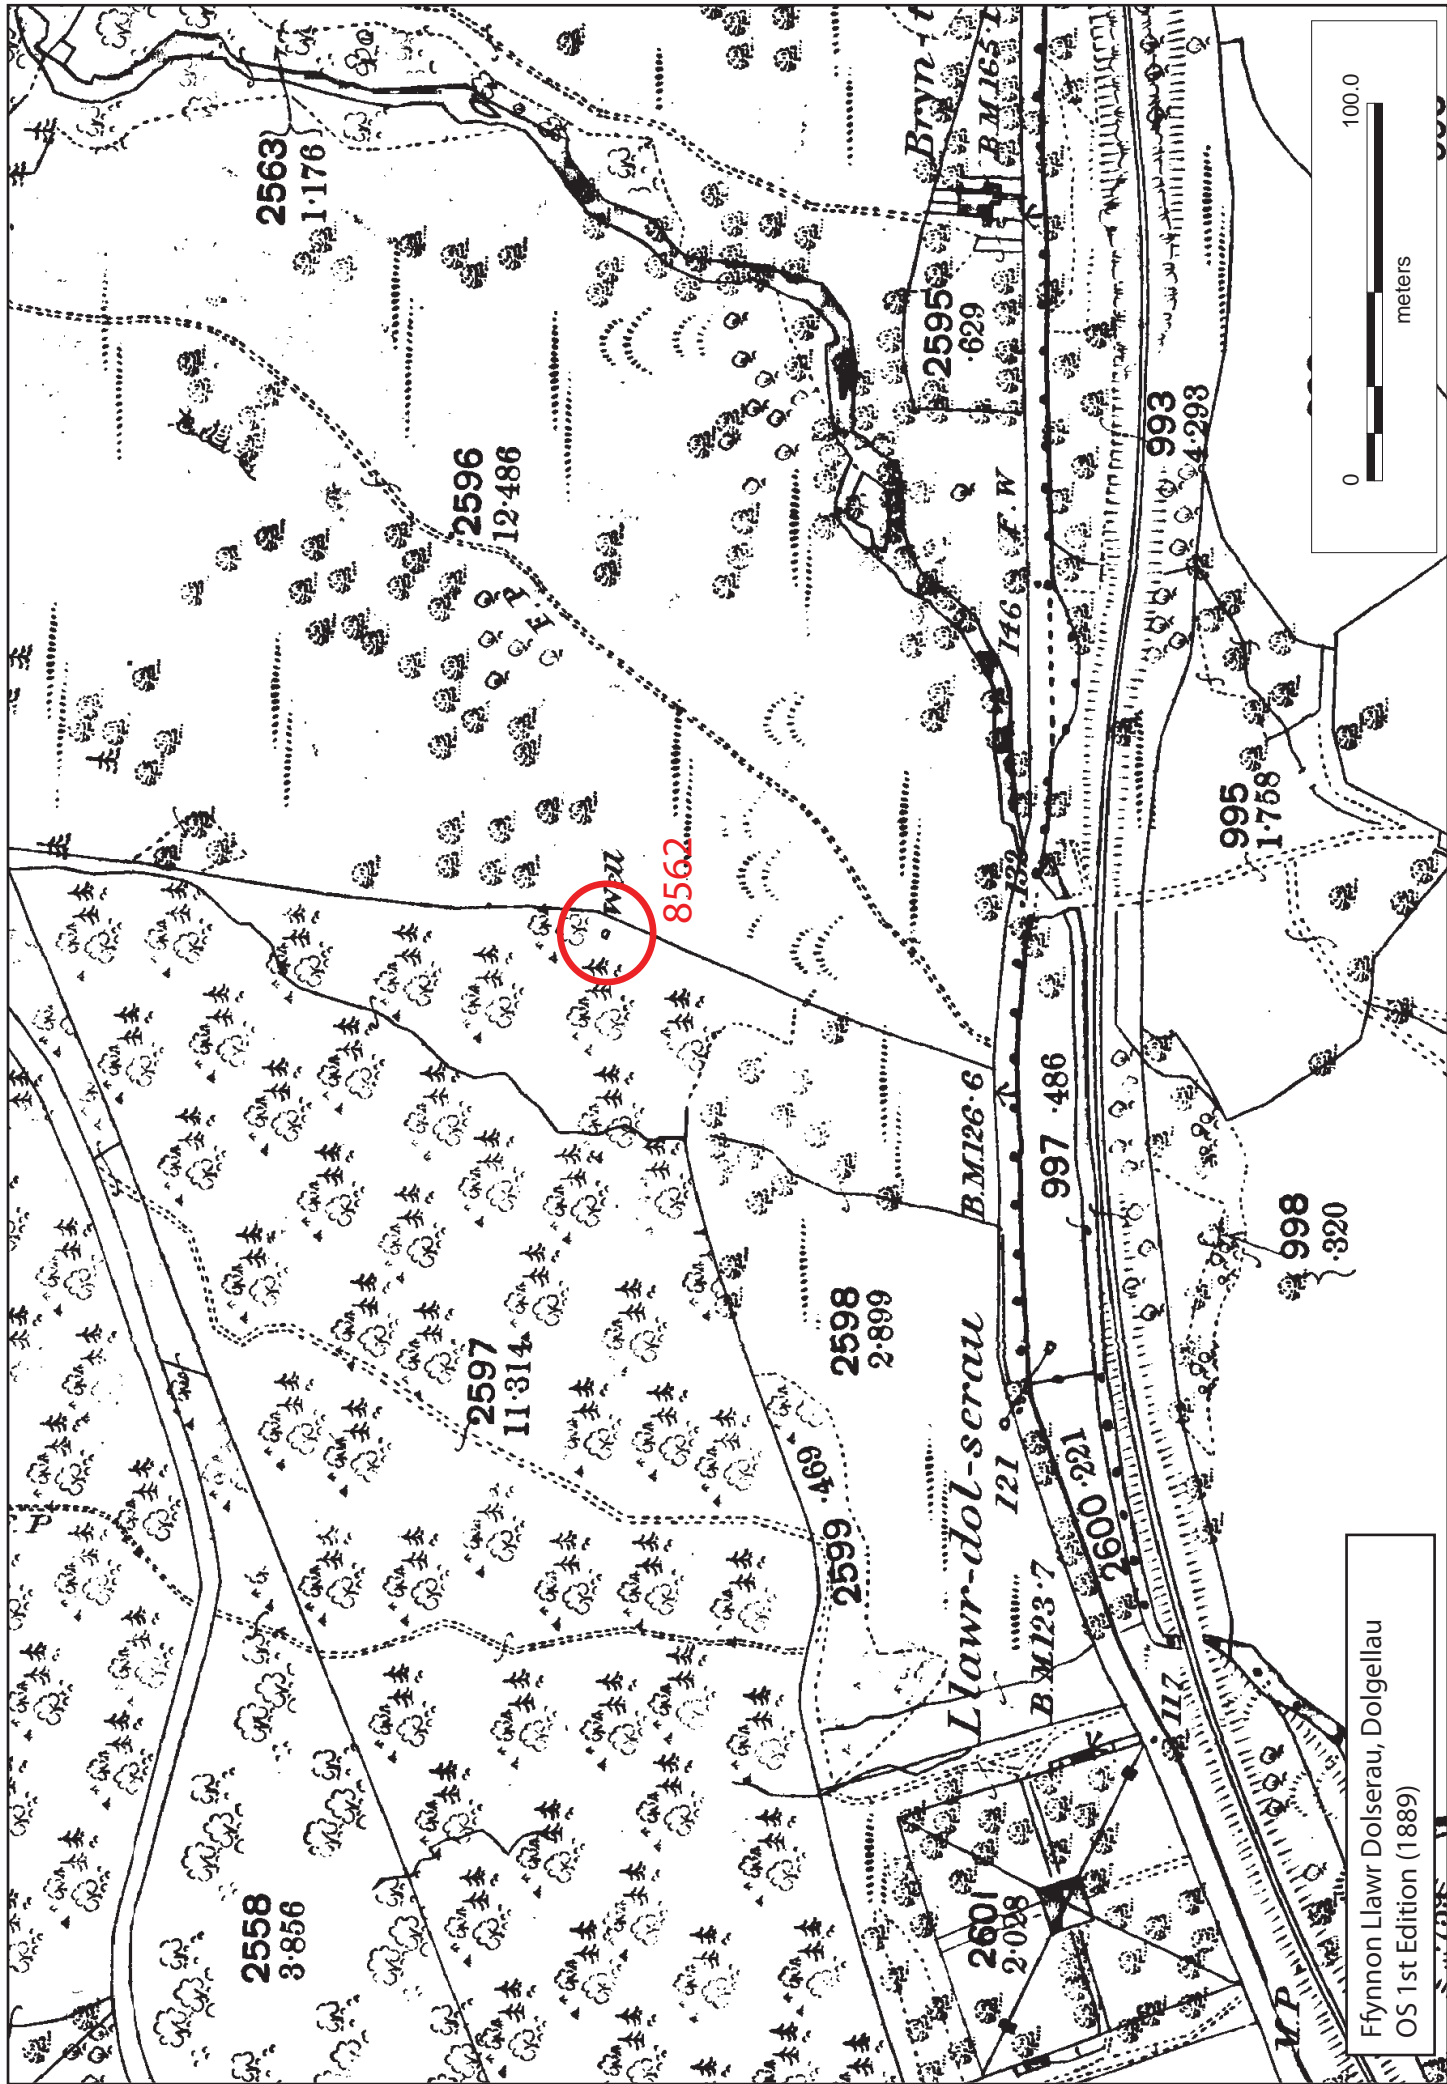 2563
1·176
Bryn-t
B.M.165·
2596
12·486
F.P.
2595
·629
993
4·293
146
F.W
Well
8562
·132
995
1·758
B.M.126·6
997 ·486
998
·320
2597
11·314
2598
2·899
2599 ·469
Llawr-dol-serau
121
2600 ·221
B.M.123·7
117
2558
3·856
2601
2·028
M.P.
0
100.0
meters
Ffynnon Llawr Dolserau, Dolgellau
OS 1st Edition (1889)